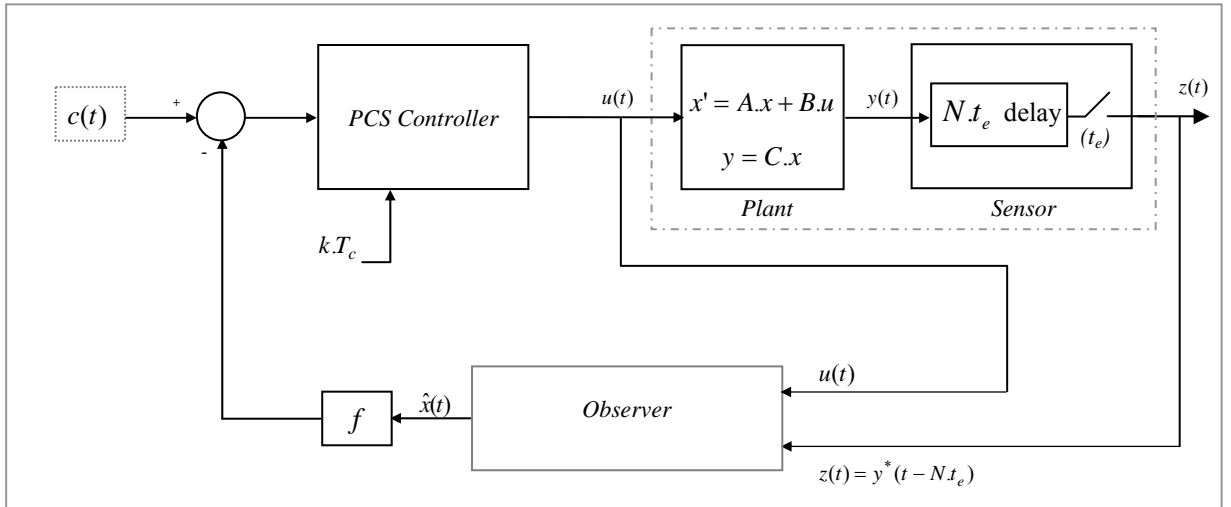 c(t)
+
-
PCS Controller
k.T_c
u(t)
x' = A.x + B.u
y = C.x
Plant
y(t)
N.t_e delay
(t_e)
Sensor
z(t)
f
x̂(t)
Observer
u(t)
z(t) = y^*(t − N.t_e)